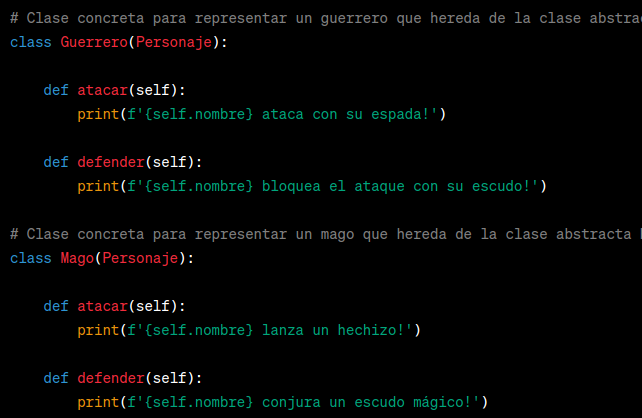 # Clase concreta para representar un guerrero que hereda de la clase
class Guerrero(Personaje):
def atacar(self):
print(f'{self.nombre} ataca con su espada!')
def defender(self):
print(f'{self.nombre} bloquea el ataque con su escudo!')
# Clase concreta para representar un mago que hereda de la clase abstracta
class Mago(Personaje):
def atacar(self):
print(f'{self.nombre} lanza un hechizo!')
def defender(self):
print(f'{self.nombre} conjura un escudo mágico!')